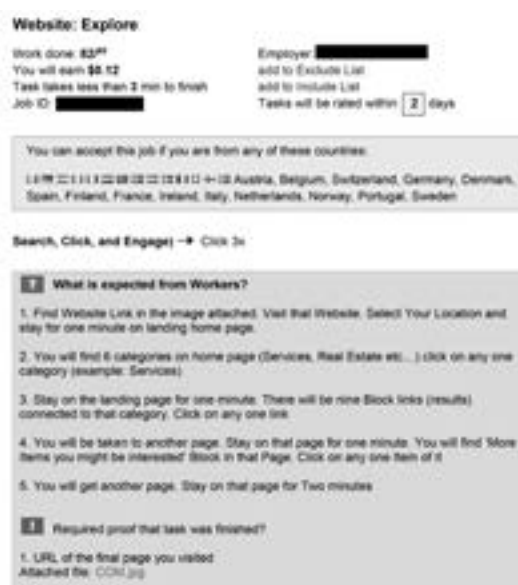 Website: Explore
Work done: 82/
You will earn $0.12
Task takes less than 3 min to finish
Job ID:
Employer:
add to Exclude List
add to Include List
Tasks will be rated within 2 days
You can accept this job if you are from any of these countries:
Austria, Belgium, Switzerland, Germany, Denmark,
Spain, Finland, France, Ireland, Italy, Netherlands, Norway, Portugal, Sweden
Search, Click, and Engage) → Click 3x
What is expected from Workers?
1. Find Website Link in the image attached. Visit that Website. Select Your Location and
stay for one minute on landing home page.
2. You will find 6 categories on home page (Services, Real Estate etc... ) click on any one
category (example: Services)
3. Stay on the landing page for one minute. There will be nine Block links (results)
connected to that category. Click on any one link
4. You will be taken to another page. Stay on that page for one minute. You will find 'More
Items you might be interested' Block in that Page. Click on any one Item of it
5. You will get another page. Stay on that page for Two minutes
Required proof that task was finished?
1. URL of the final page you visited
Attached file: CCM.jpg